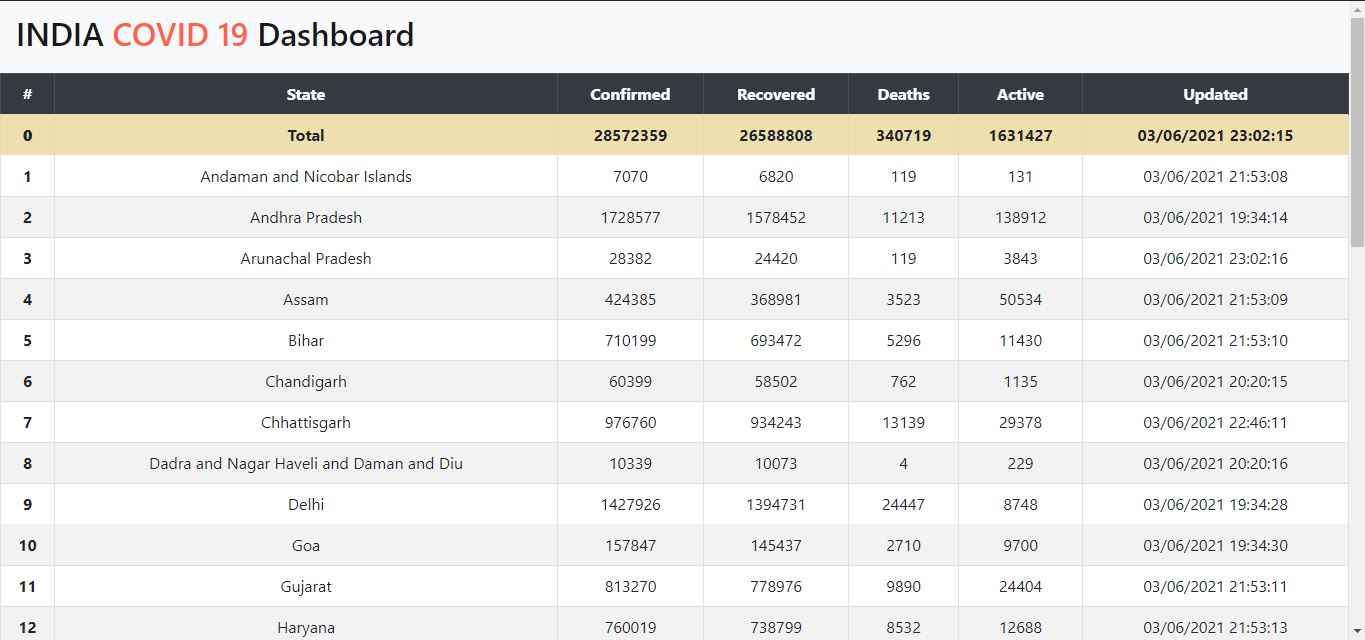 INDIA COVID 19 Dashboard
# State Confirmed Recovered Deaths Active Updated
0 Total 28572359 26588808 340719 1631427 03/06/2021 23:02:15
1 Andaman and Nicobar Islands 7070 6820 119 131 03/06/2021 21:53:08
2 Andhra Pradesh 1728577 1578452 11213 138912 03/06/2021 19:34:14
3 Arunachal Pradesh 28382 24420 119 3843 03/06/2021 23:02:16
4 Assam 424385 368981 3523 50534 03/06/2021 21:53:09
5 Bihar 710199 693472 5296 11430 03/06/2021 21:53:10
6 Chandigarh 60399 58502 762 1135 03/06/2021 20:20:15
7 Chhattisgarh 976760 934243 13139 29378 03/06/2021 22:46:11
8 Dadra and Nagar Haveli and Daman and Diu 10339 10073 4 229 03/06/2021 20:20:16
9 Delhi 1427926 1394731 24447 8748 03/06/2021 19:34:28
10 Goa 157847 145437 2710 9700 03/06/2021 19:34:30
11 Gujarat 813270 778976 9890 24404 03/06/2021 21:53:11
12 Haryana 760019 738799 8532 12688 03/06/2021 21:53:13